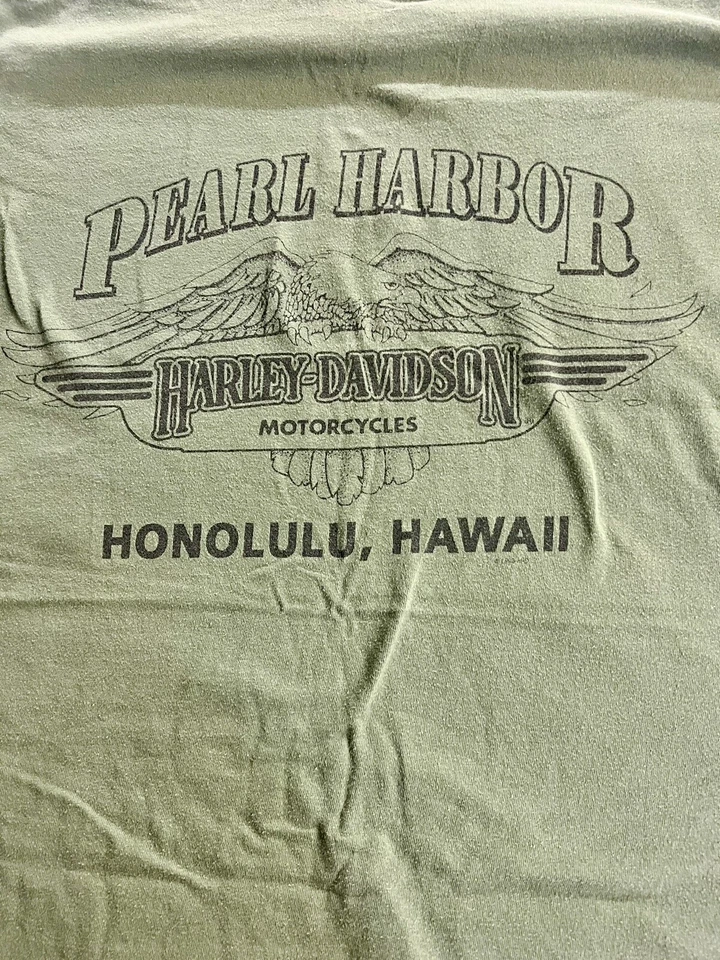 PEARL HARBOR
HARLEY-DAVIDSON
MOTORCYCLES
HONOLULU, HAWAII